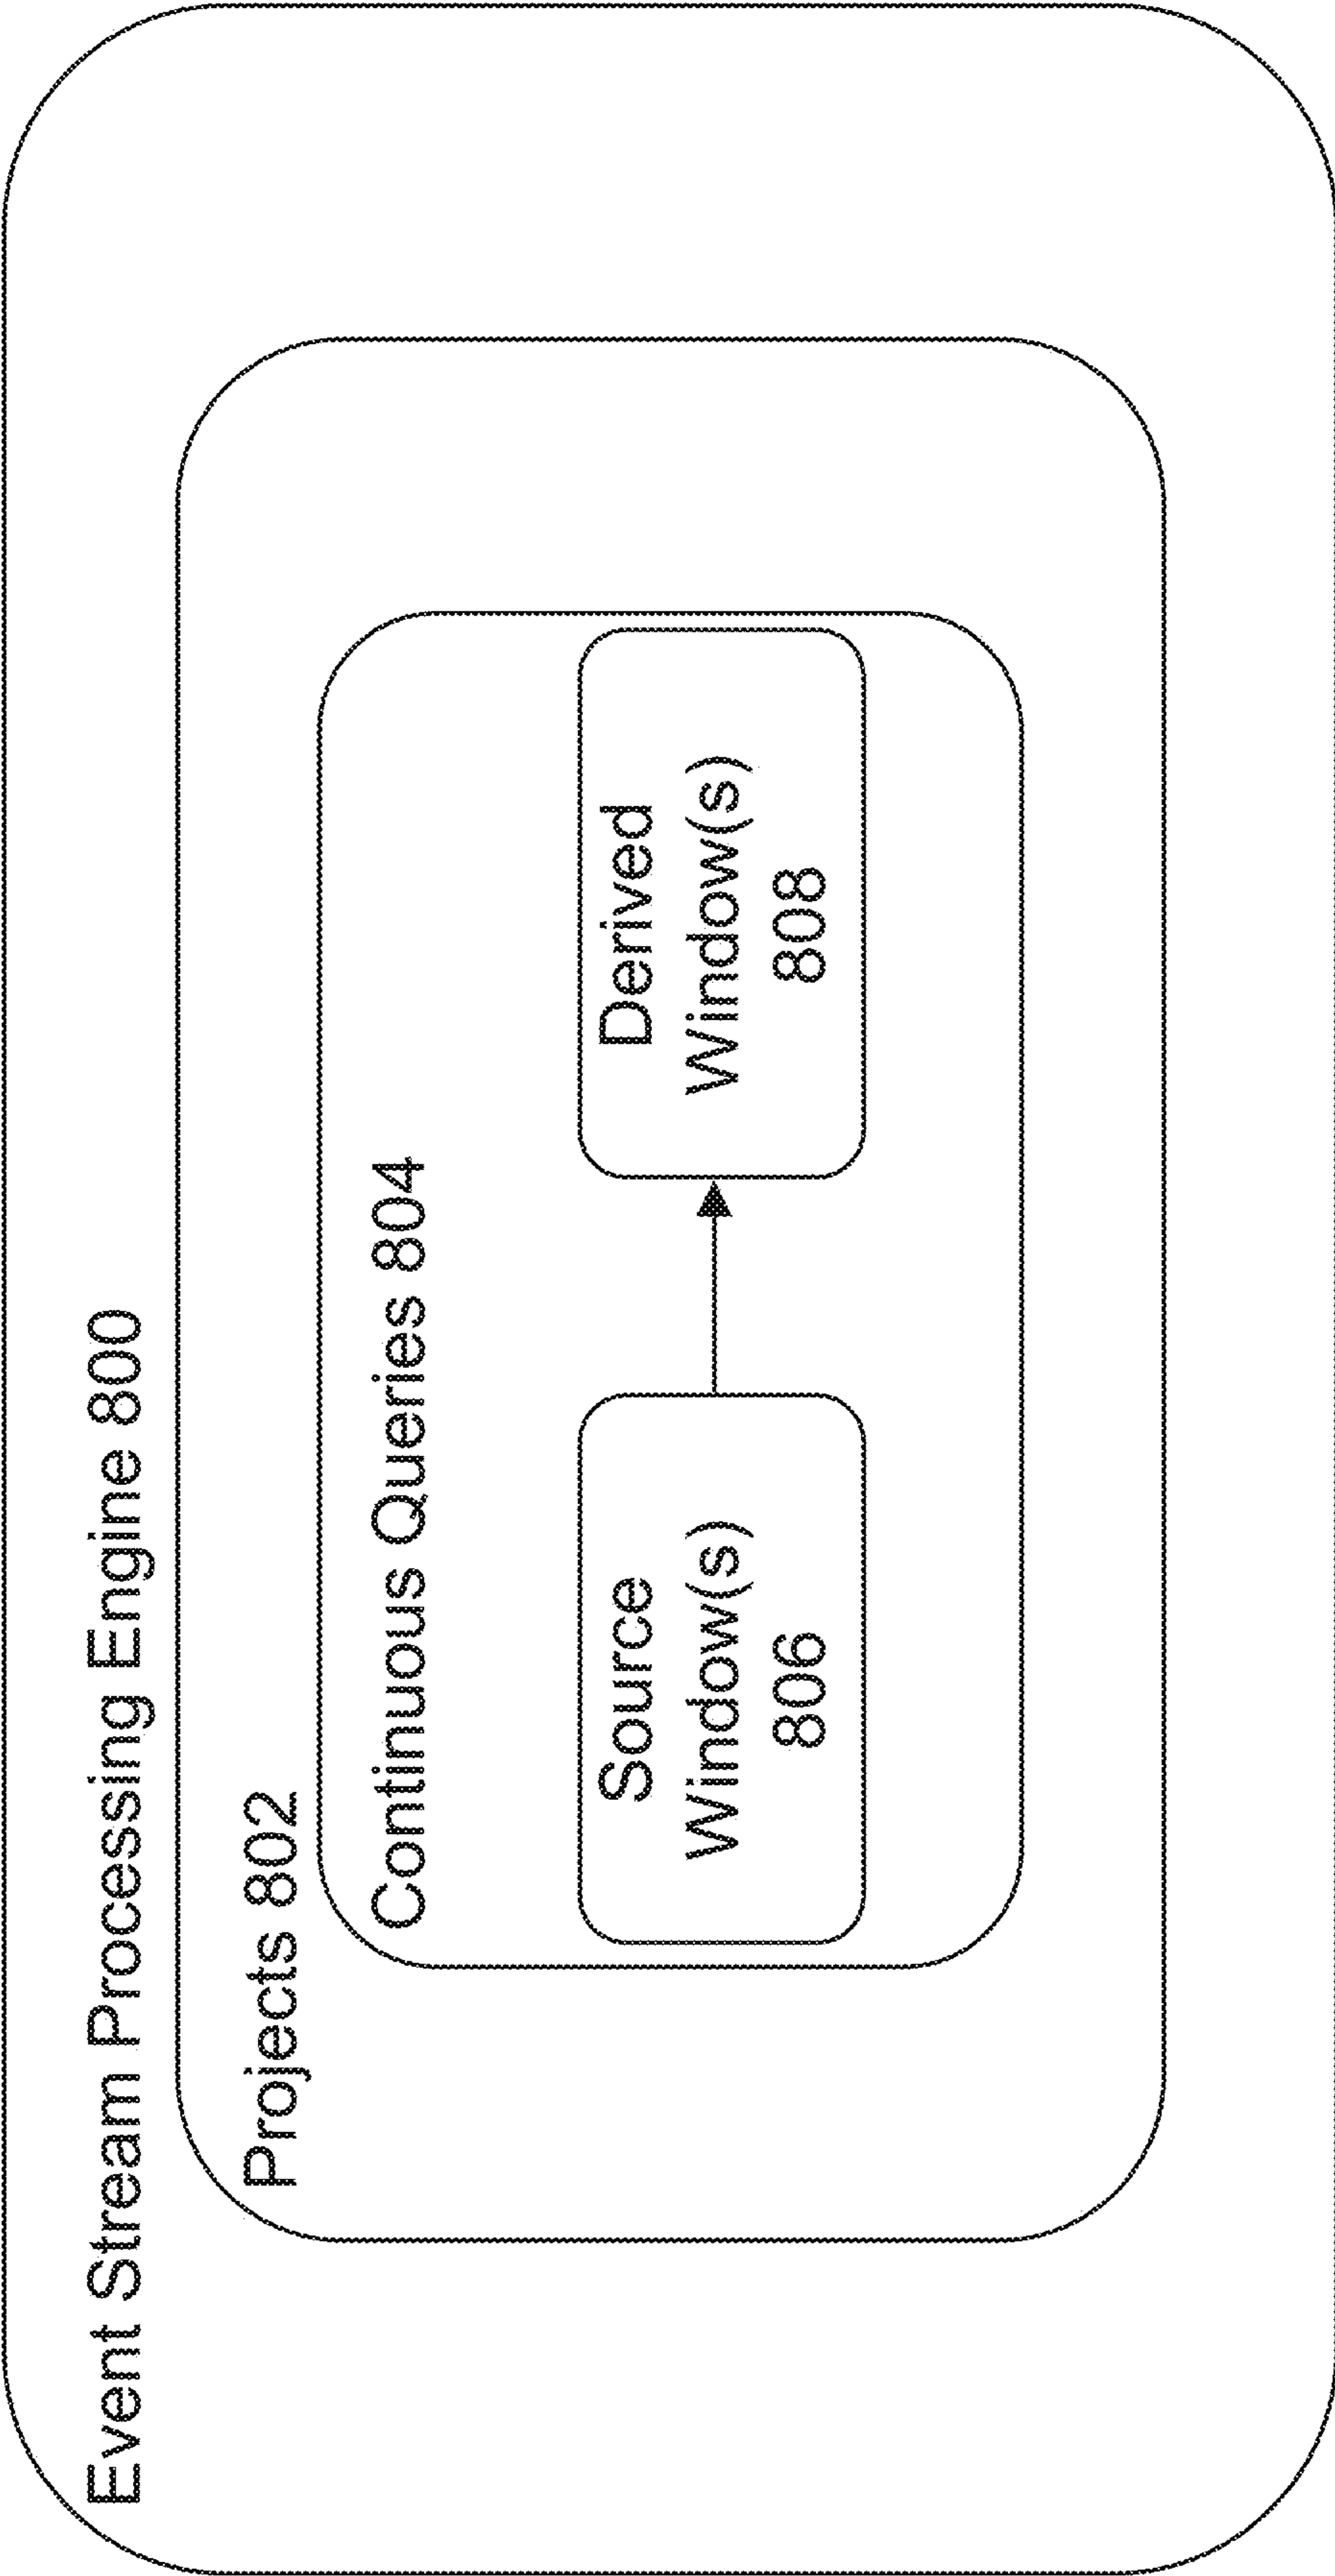 Event Stream Processing Engine 800
Projects 802
Continuous Queries 804
Source
Window(s)
806
Derived
Window(s)
808